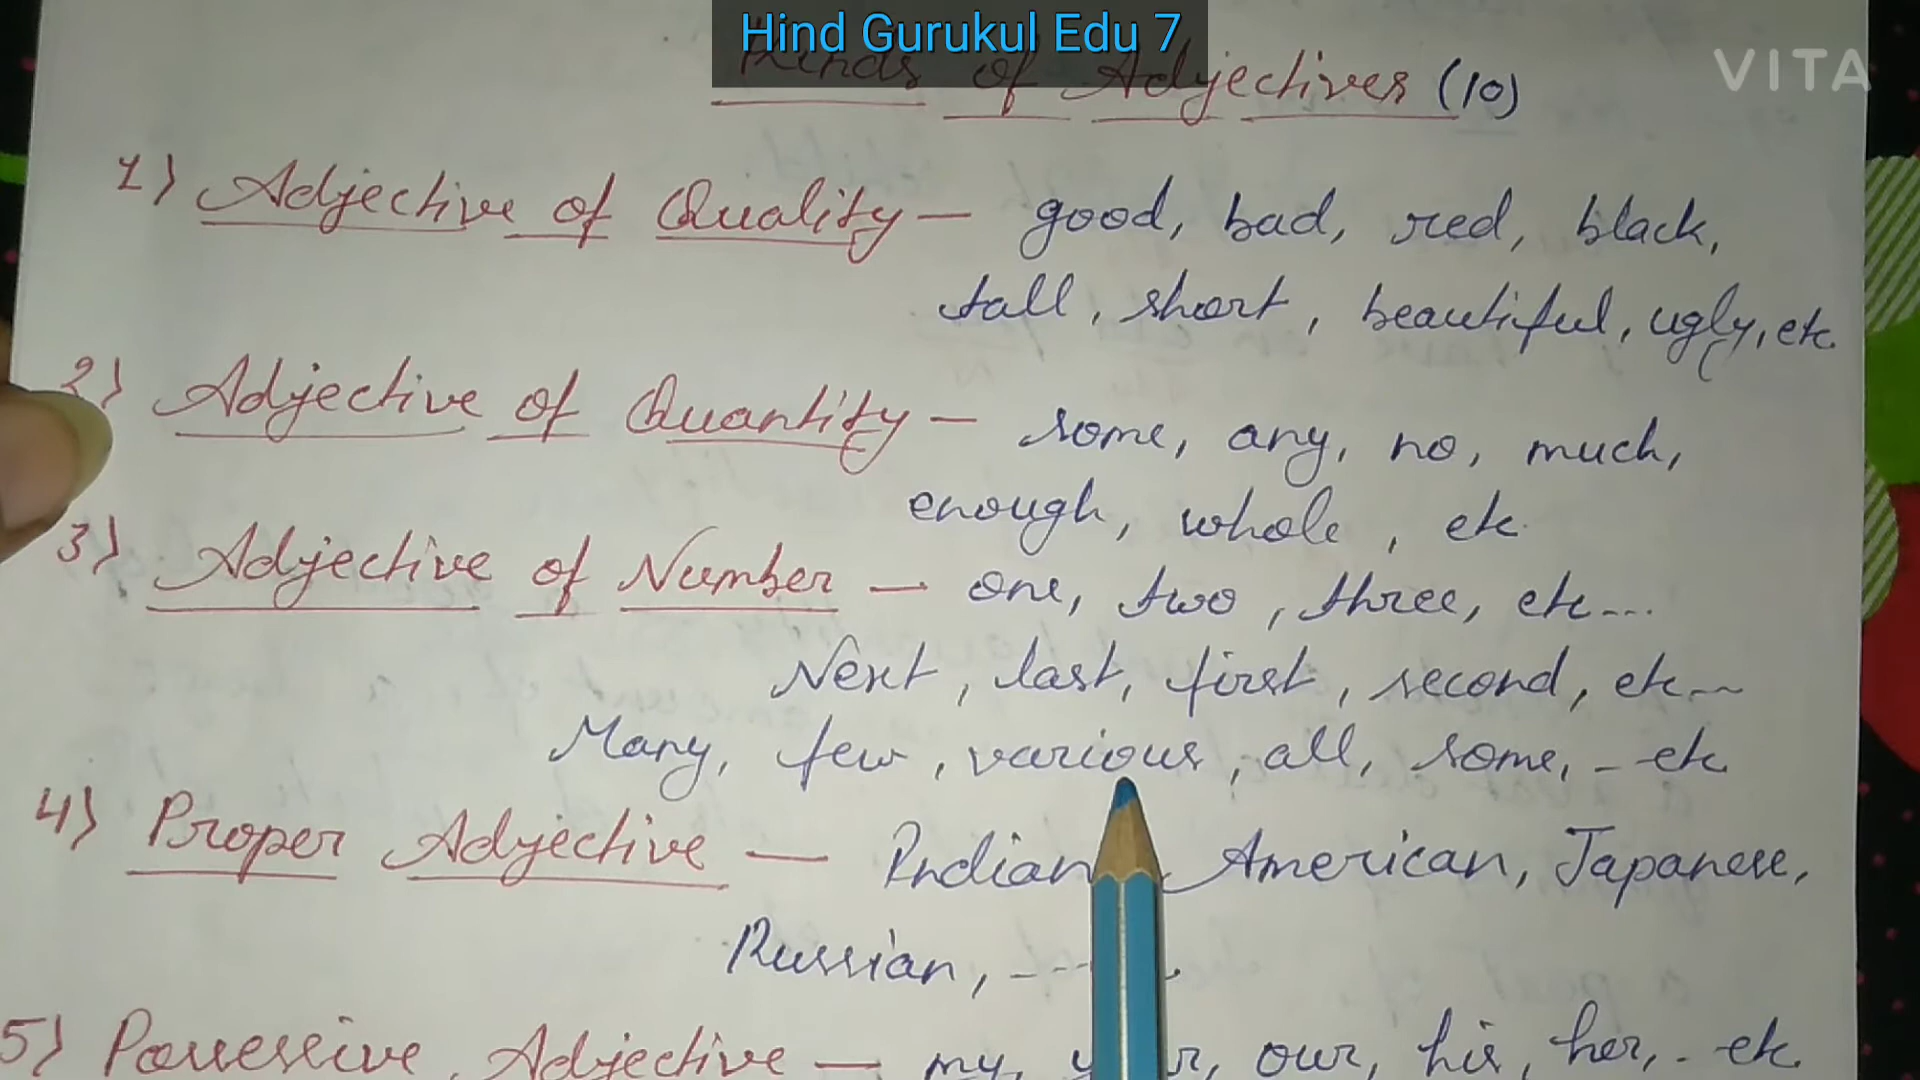 Hind Gurukul Edu 7
VITA
Kinds of Adjectives (10)
1) Adjective of Quality — good, bad, red, black,
tall, short, beautiful, ugly, etc.
2) Adjective of Quantity — some, any, no, much,
enough, whole, etc.
3) Adjective of Number — one, two, three, etc...
Next, last, first, second, etc...
Many, few, various, all, some, - etc
4) Proper Adjective — Indian, American, Japanese,
Russian, ----
5) Possessive Adjective — my, your, our, his, her, - etc.